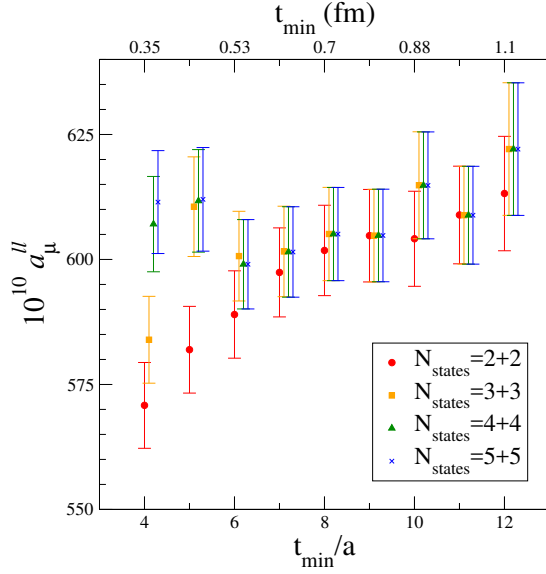 t_min (fm)
0.35 0.53 0.7 0.88 1.1
10^10 a_μ^ll
625
600
575
550
N_states=2+2
N_states=3+3
N_states=4+4
N_states=5+5
4 6 8 10 12
t_min/a